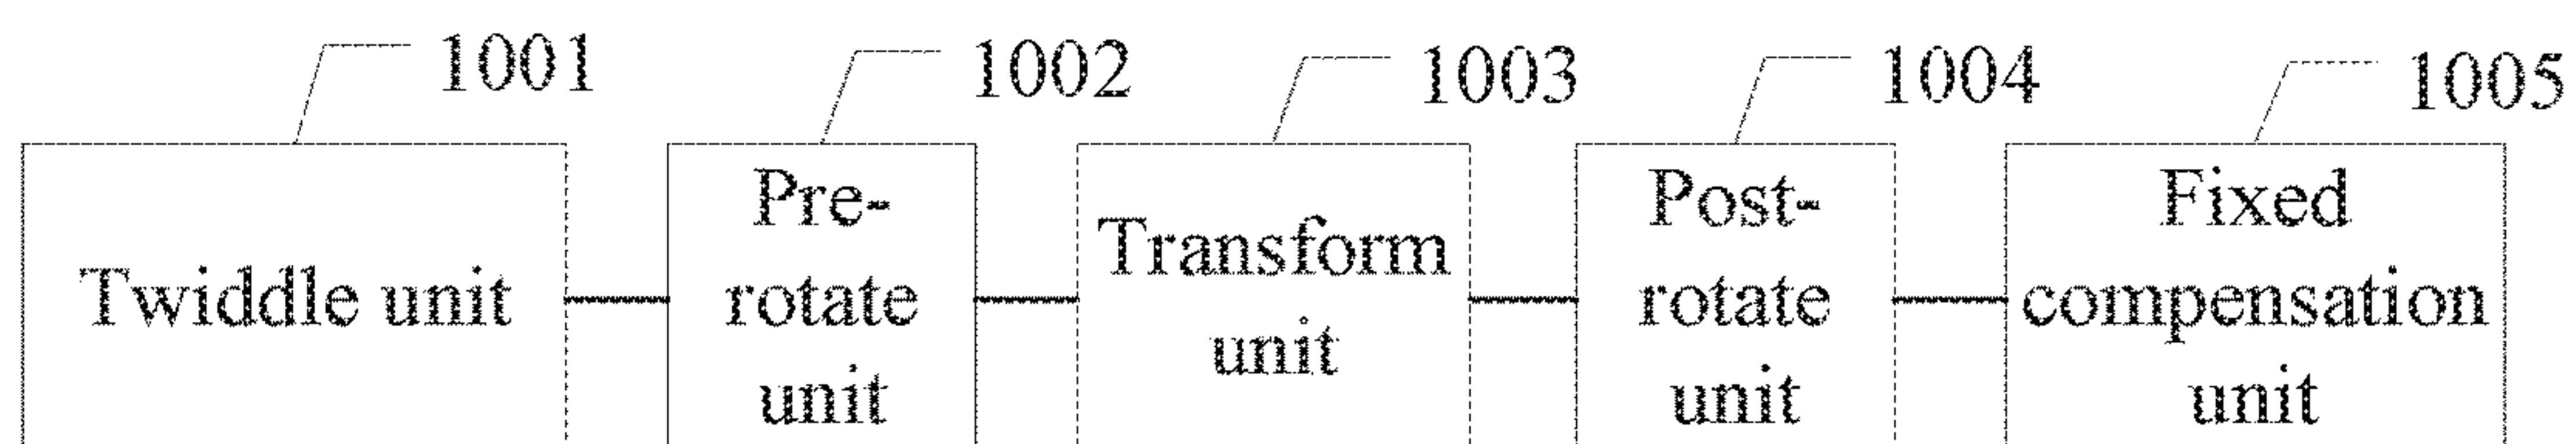 1001
1002
1003
1004
1005
Twiddle unit
Pre-
rotate
unit
Transform
unit
Post-
rotate
unit
Fixed
compensation
unit